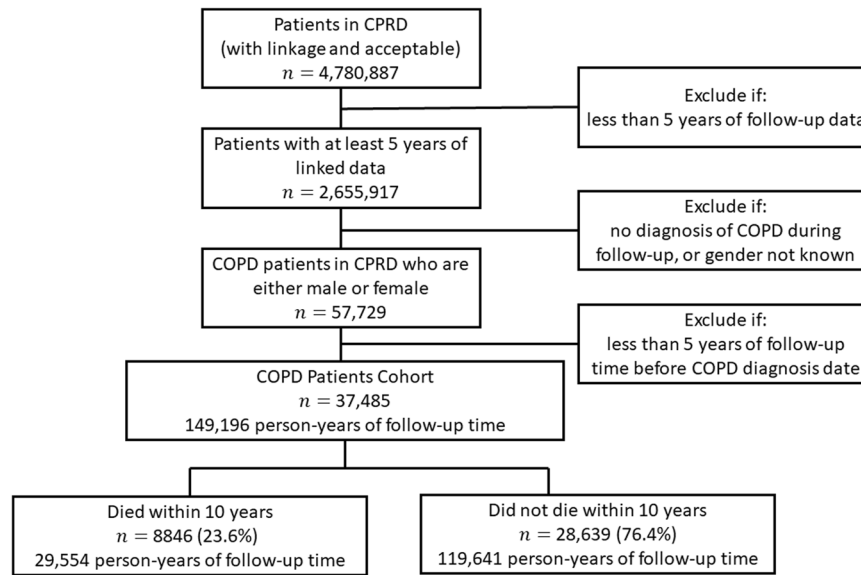 Patients in CPRD
(with linkage and acceptable)
n = 4,780,887
Exclude if:
less than 5 years of follow-up data
Patients with at least 5 years of
linked data
n = 2,655,917
Exclude if:
no diagnosis of COPD during
follow-up, or gender not known
COPD patients in CPRD who are
either male or female
n = 57,729
Exclude if:
less than 5 years of follow-up
time before COPD diagnosis date
COPD Patients Cohort
n = 37,485
149,196 person-years of follow-up time
Died within 10 years
n = 8846 (23.6%)
29,554 person-years of follow-up time
Did not die within 10 years
n = 28,639 (76.4%)
119,641 person-years of follow-up time